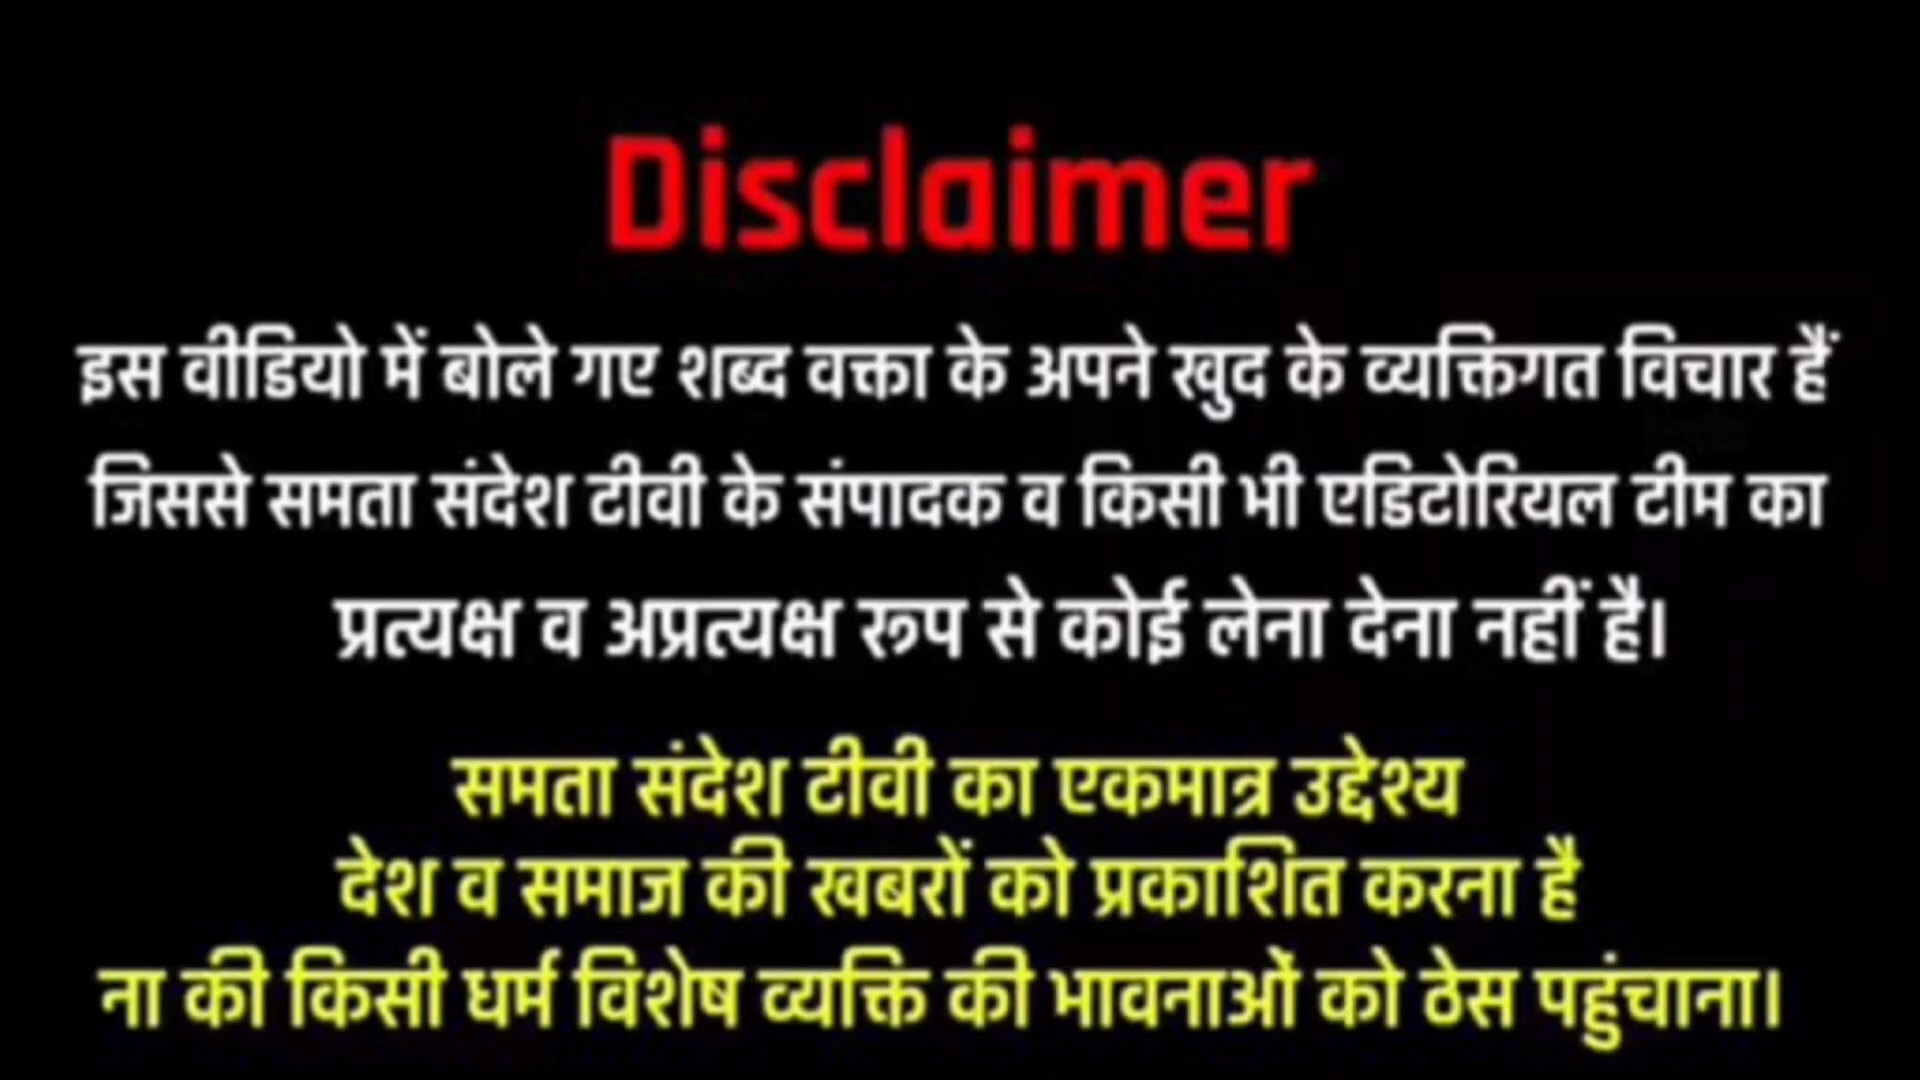 Disclaimer
इस वीडियो में बोले गए शब्द वक्ता के अपने खुद के व्यक्तिगत विचार हैं
जिससे समता संदेश टीवी के संपादक व किसी भी एडिटोरियल टीम का
प्रत्यक्ष व अप्रत्यक्ष रूप से कोई लेना देना नहीं है।
समता संदेश टीवी का एकमात्र उद्देश्य
देश व समाज की खबरों को प्रकाशित करना है
ना की किसी धर्म विशेष व्यक्ति की भावनाओं को ठेस पहुंचाना।